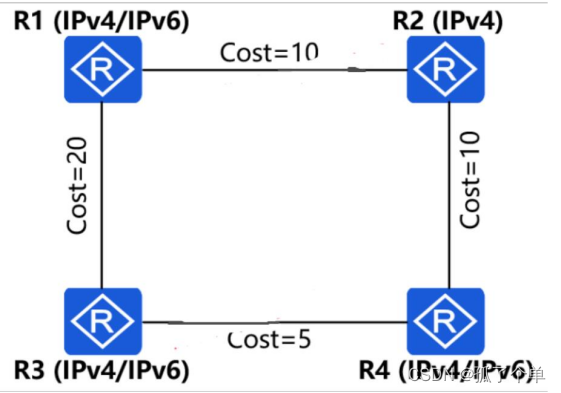 R1 (IPv4/IPv6)
R2 (IPv4)
Cost=10
R
R
Cost=20
Cost=10
R
R
Cost=5
R3 (IPv4/IPv6)
R4 (IPv4/IPv6)
CSDN @孤了个单